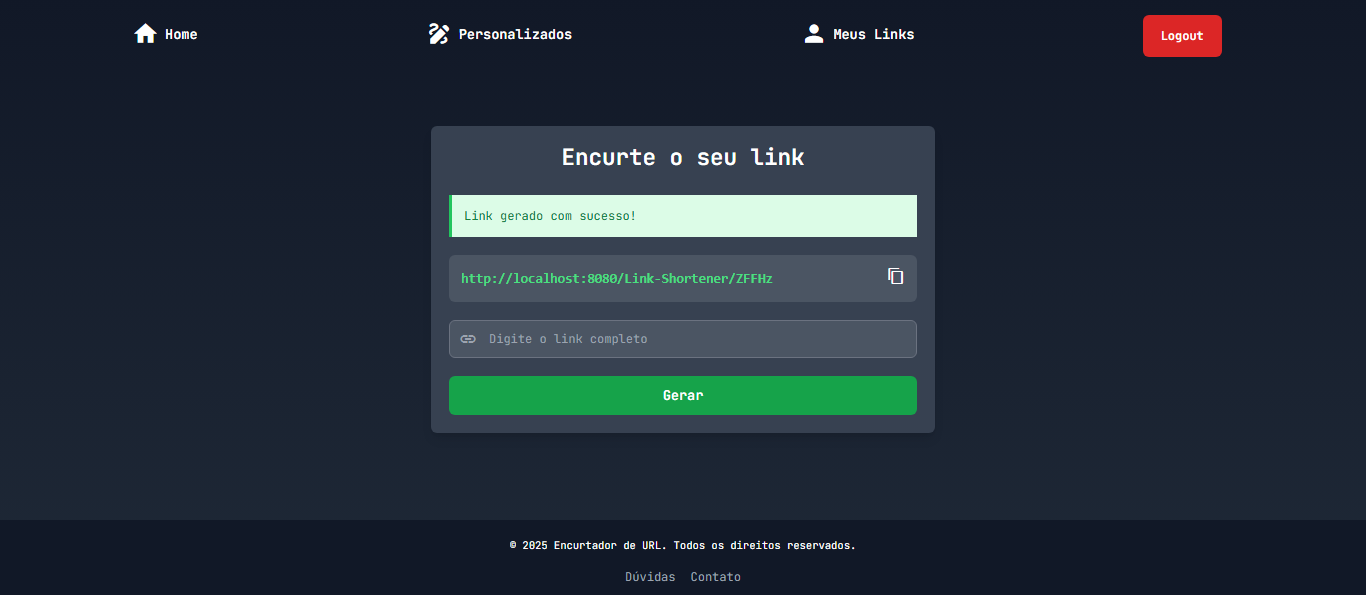 Home
Personalizados
Meus Links
Logout
Encurte o seu link
Link gerado com sucesso!
http://localhost:8080/Link-Shortener/ZFFHz
Digite o link completo
Gerar
© 2025 Encurtador de URL. Todos os direitos reservados.
Dúvidas Contato